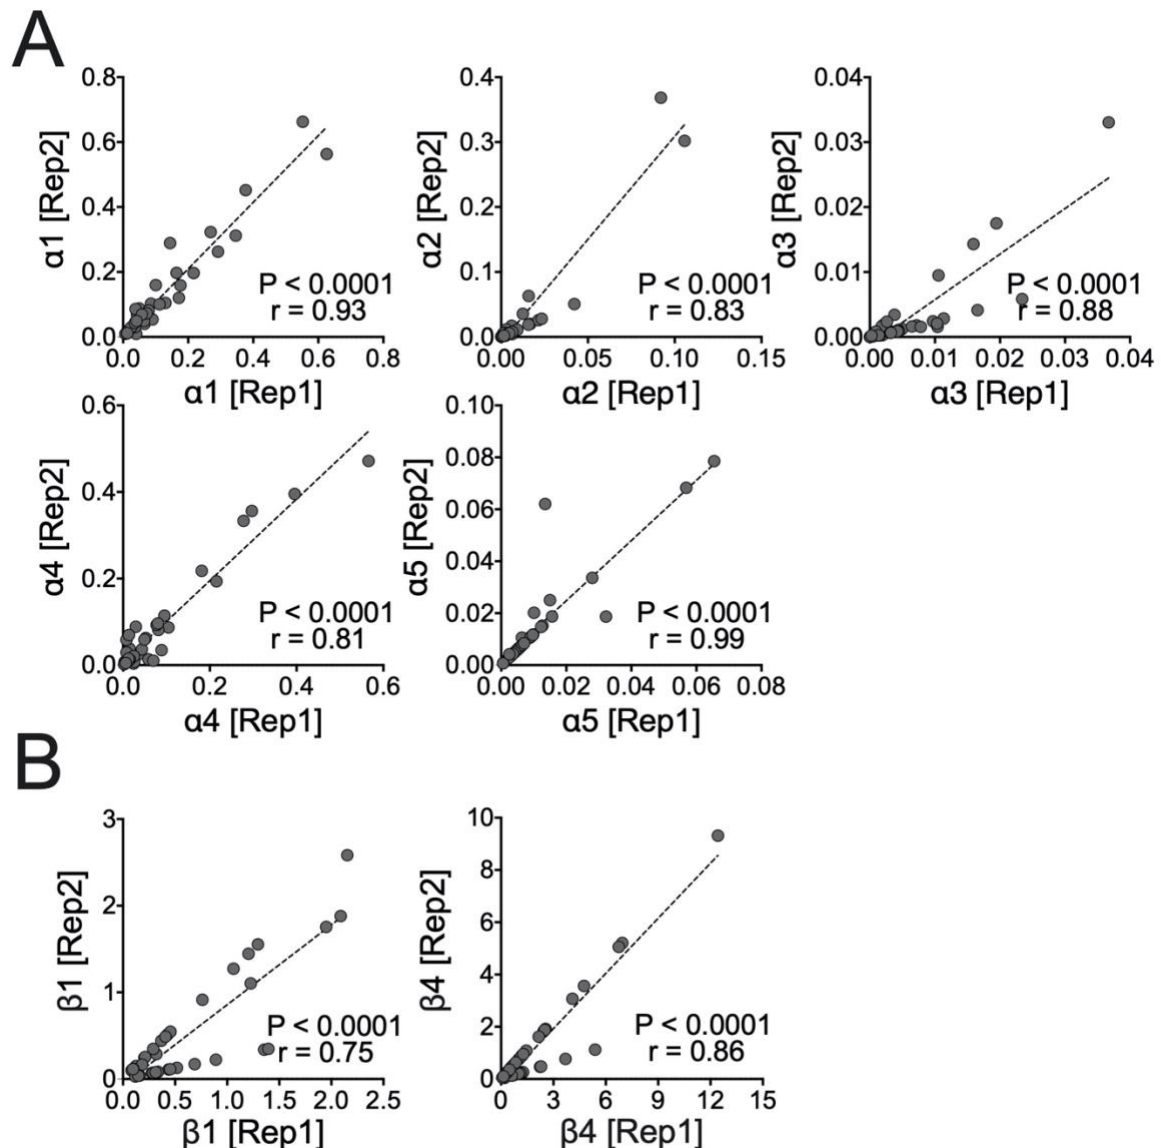 A
0.8
0.6
0.4
0.2
0.0
α1 [Rep2]
P < 0.0001
r = 0.93
0.0 0.2 0.4 0.6 0.8
α1 [Rep1]
0.4
0.3
0.2
0.1
0.0
α2 [Rep2]
P < 0.0001
r = 0.83
0.00 0.05 0.10 0.15
α2 [Rep1]
0.04
0.03
0.02
0.01
0.00
α3 [Rep2]
P < 0.0001
r = 0.88
0.00 0.01 0.02 0.03 0.04
α3 [Rep1]
0.6
0.4
0.2
0.0
α4 [Rep2]
P < 0.0001
r = 0.81
0.0 0.2 0.4 0.6
α4 [Rep1]
0.10
0.08
0.06
0.04
0.02
0.00
α5 [Rep2]
P < 0.0001
r = 0.99
0.00 0.02 0.04 0.06 0.08
α5 [Rep1]
B
3
2
1
0
β1 [Rep2]
P < 0.0001
r = 0.75
0.0 0.5 1.0 1.5 2.0 2.5
β1 [Rep1]
10
8
6
4
2
0
β4 [Rep2]
P < 0.0001
r = 0.86
0 3 6 9 12 15
β4 [Rep1]